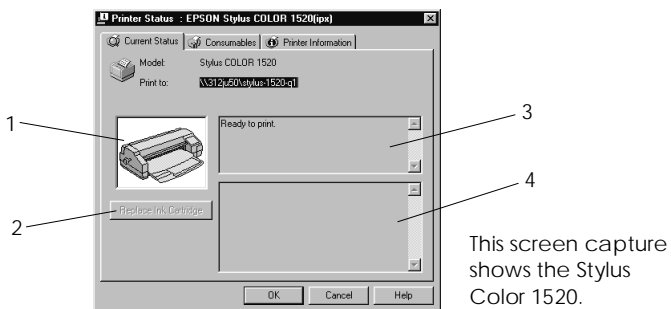 Printer Status : EPSON Stylus COLOR 1520(ipx)
Current Status Consumables Printer Information
Model: Stylus COLOR 1520
Print to: \\312ju50\stylus-1520-q1
1
Ready to print.
3
2
Replace Ink Cartridge
4
OK Cancel Help
This screen capture
shows the Stylus
Color 1520.